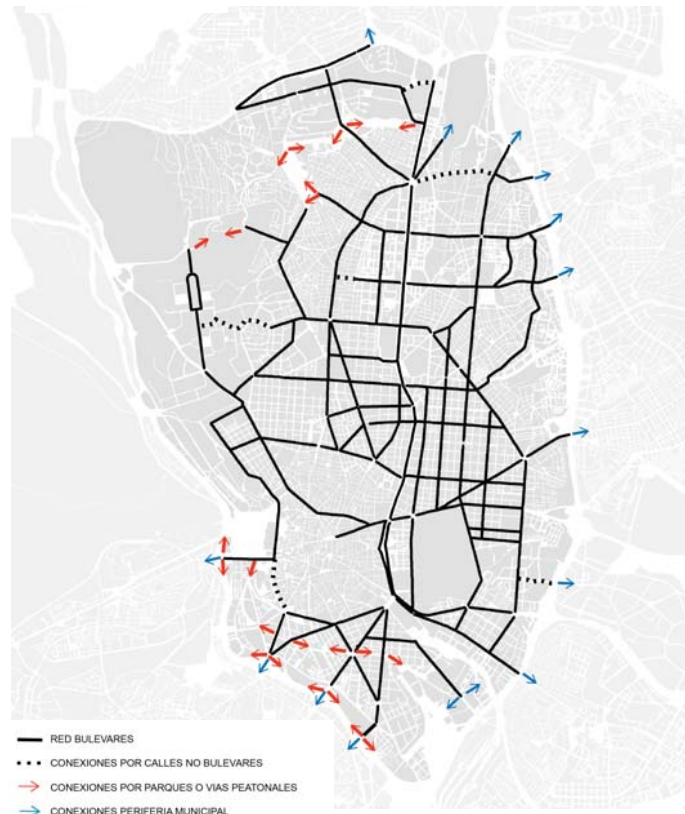 RED BULEVARES
CONEXIONES POR CALLES NO BULEVARES
CONEXIONES POR PARQUES O VIAS PEATONALES
CONEXIONES PERIFERIA MUNICIPAL